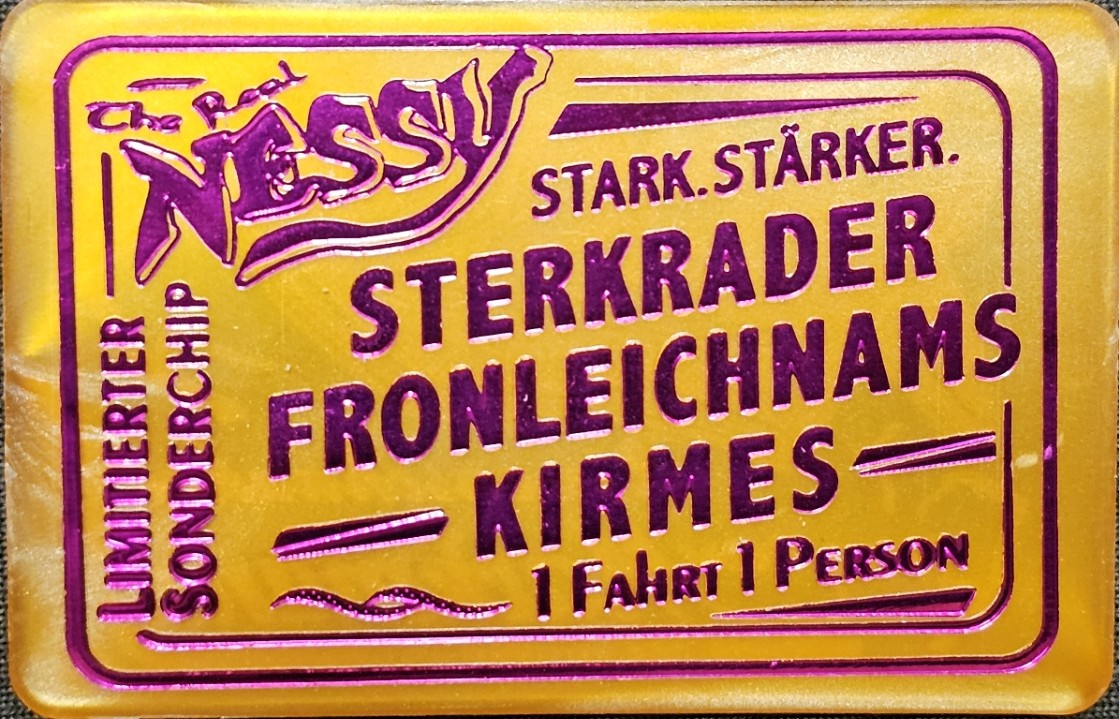 The Real
NESSY
STARK. STÄRKER.
STERKRADER
FRONLEICHNAMS
KIRMES
1 FAHRT 1 PERSON
LIMITIERTER
SONDERCHIP